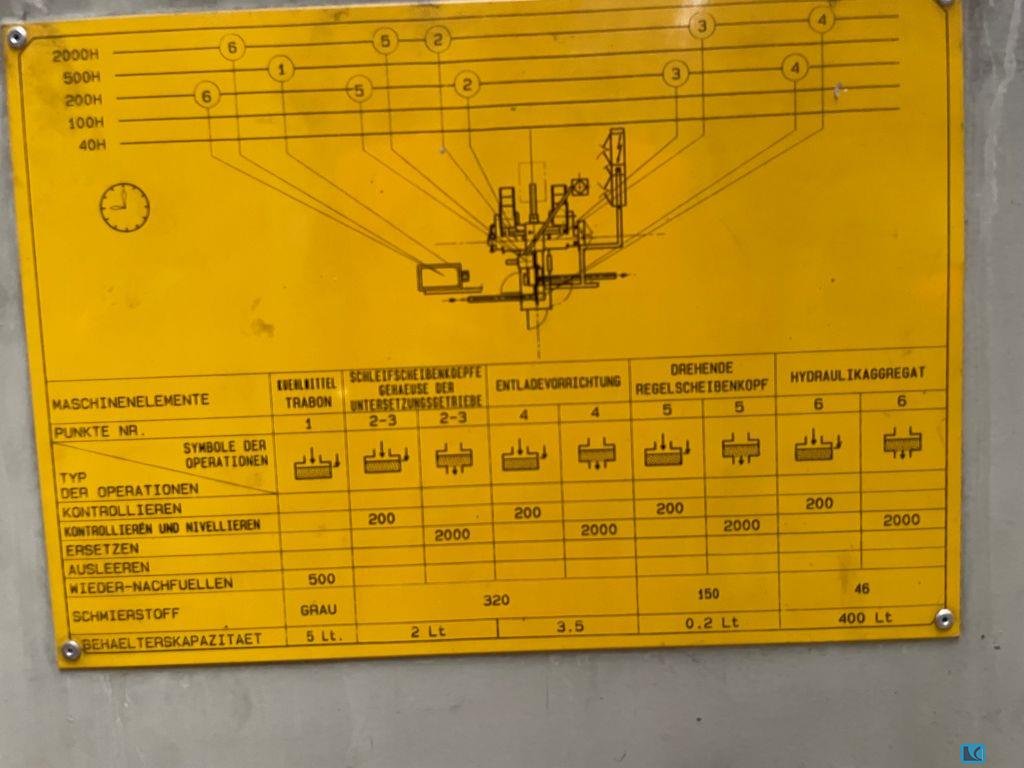 2000H
6
5
2
3
4
500H
1
200H
6
5
2
3
4
100H
40H
MASCHINENELEMENTE
KUEHLMITTEL
TRABON
SCHLEIFSCHEIBENKOEPFE
GEHAEUSE DER
UNTERSETZUNGSGETRIEBE
ENTLADEVORRICHTUNG
DREHENDE
REGELSCHEIBENKOPF
HYDRAULIKAGGREGAT
PUNKTE NR. 1 2-3 2-3 4 4 5 5 6 6
SYMBOLE DER
OPERATIONEN
TYP
DER OPERATIONEN
KONTROLLIEREN
KONTROLLIEREN UND NIVELLIEREN 200 200 200 200
ERSETZEN 2000 2000 2000 2000
AUSLEEREN
WIEDER-NACHFUELLEN 500
SCHMIERSTOFF GRAU 320 150 46
BEHAELTERSKAPAZITAET 5 Lt. 2 Lt 3.5 0.2 Lt 400 Lt